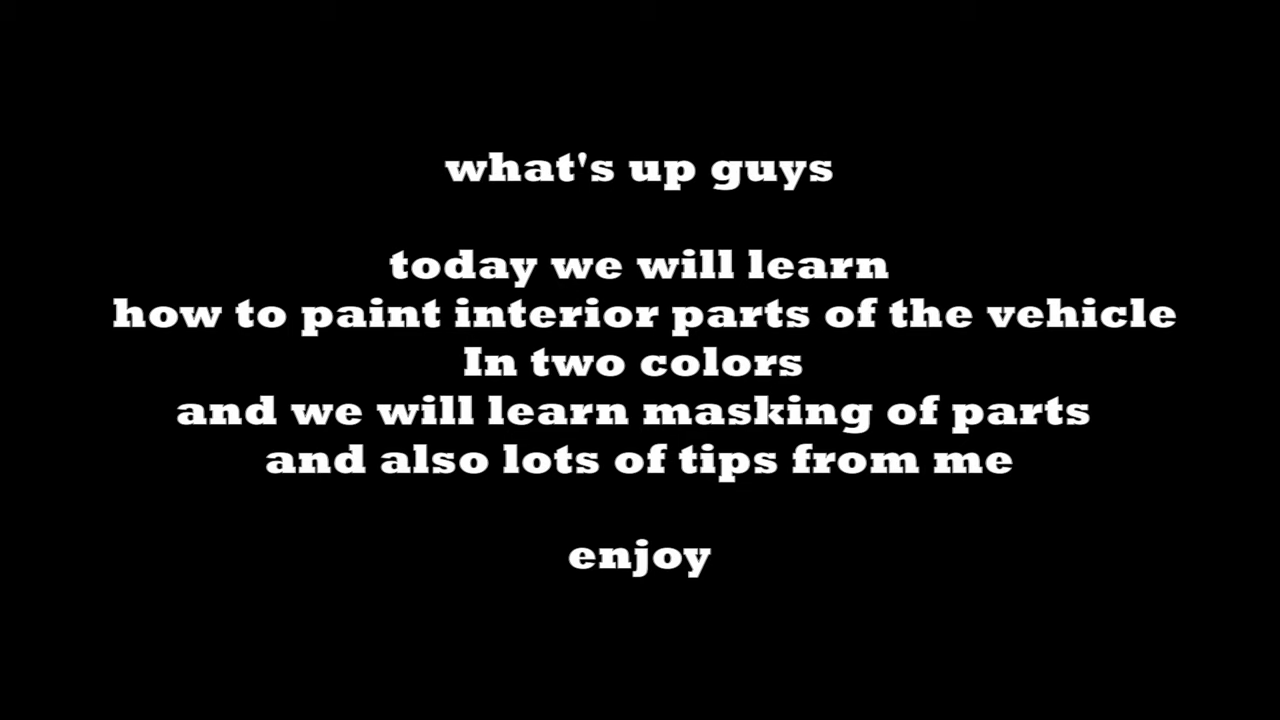 what's up guys
today we will learn
how to paint interior parts of the vehicle
In two colors
and we will learn masking of parts
and also lots of tips from me
enjoy